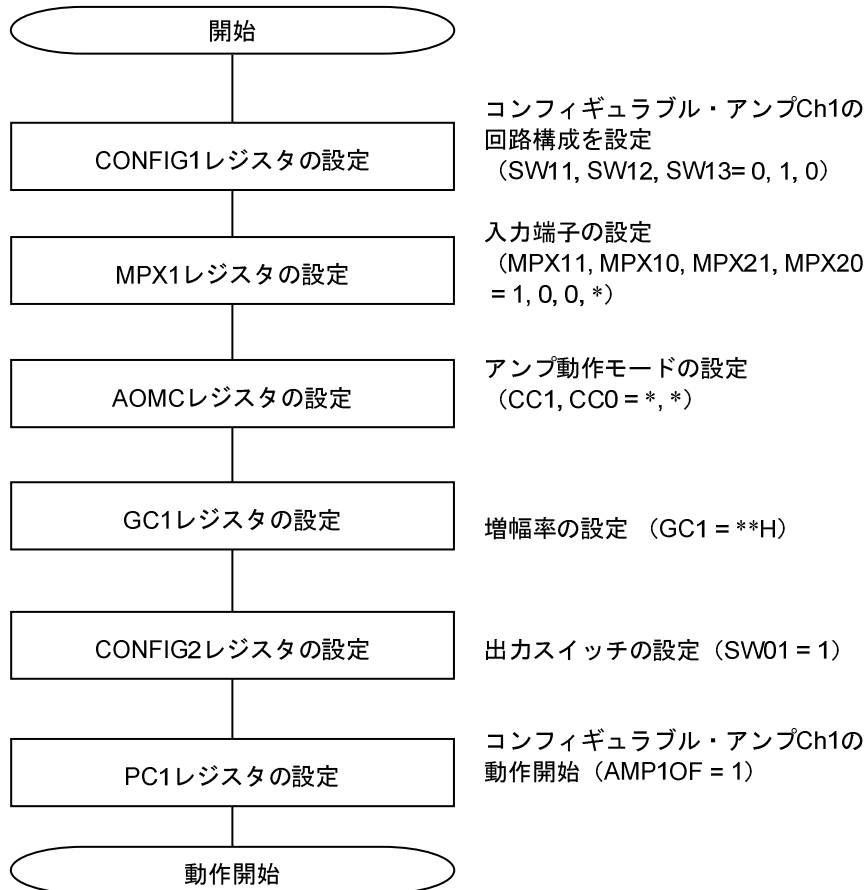 開始
CONFIG1レジスタの設定
コンフィギュラブル・アンプCh1の
回路構成を設定
（SW11, SW12, SW13= 0, 1, 0）
MPX1レジスタの設定
入力端子の設定
（MPX11, MPX10, MPX21, MPX20
= 1, 0, 0, *）
AOMCレジスタの設定
アンプ動作モードの設定
（CC1, CC0 = *, *）
GC1レジスタの設定
増幅率の設定 （GC1 = **H）
CONFIG2レジスタの設定
出力スイッチの設定（SW01 = 1）
PC1レジスタの設定
コンフィギュラブル・アンプCh1の
動作開始（AMP1OF = 1）
動作開始